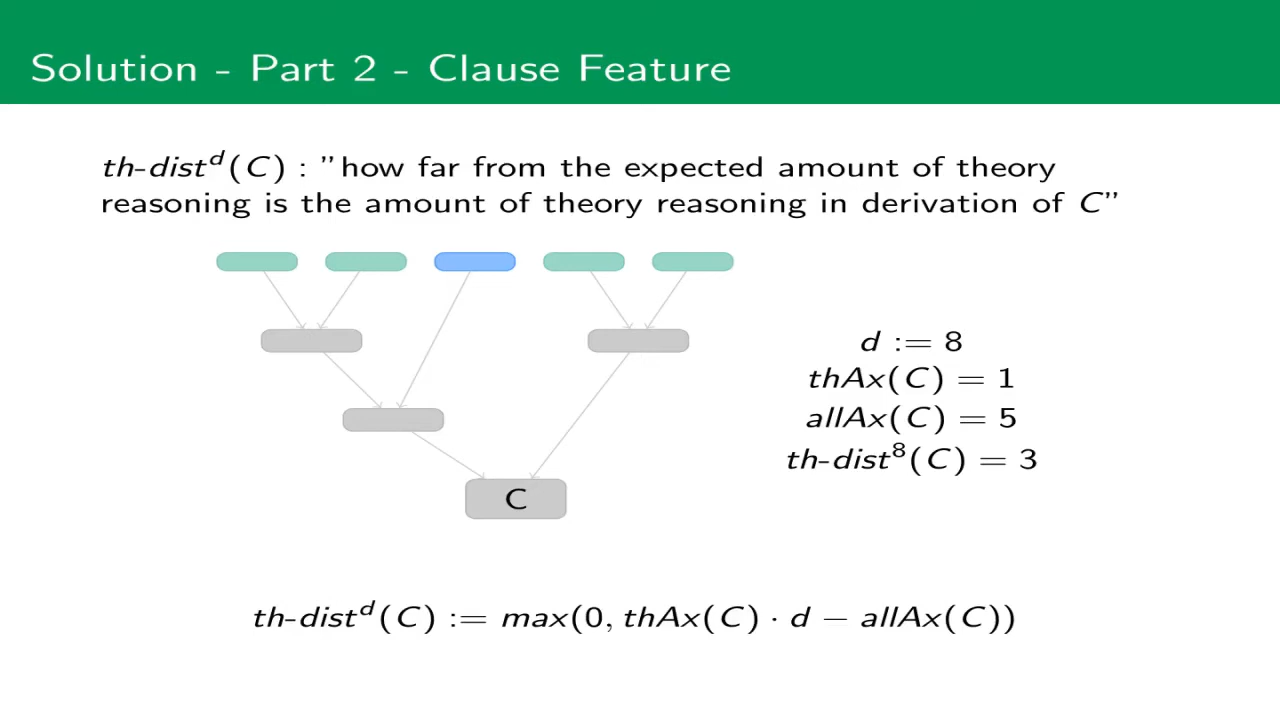 Solution - Part 2 - Clause Feature
th-dist^d(C) : ”how far from the expected amount of theory
reasoning is the amount of theory reasoning in derivation of C”
d := 8
thAx(C) = 1
allAx(C) = 5
th-dist^8(C) = 3
C
th-dist^d(C) := max(0, thAx(C) · d − allAx(C))